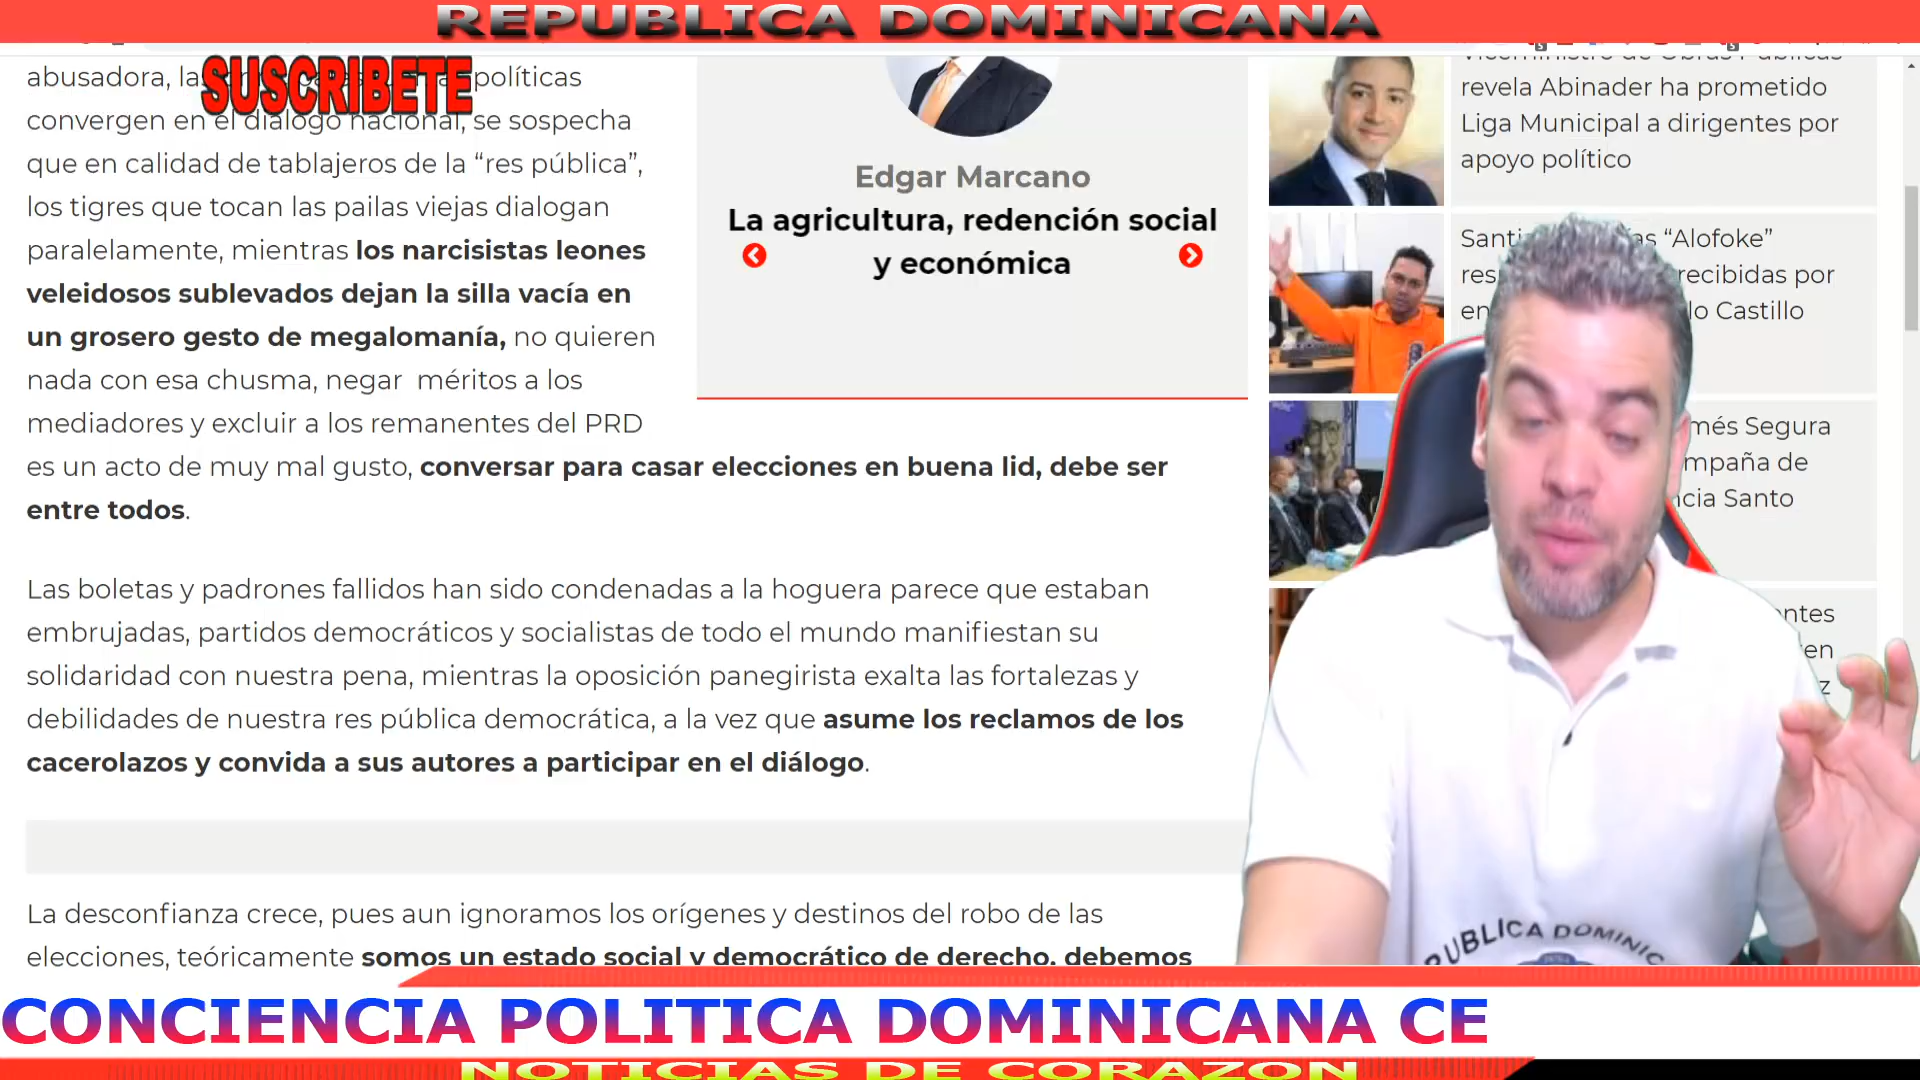 REPUBLICA DOMINICANA
SUSCRIBETE
abusadora, políticas
convergen en el diálogo nacional, se sospecha
que en calidad de tablajeros de la “res pública”,
los tigres que tocan las pailas viejas dialogan
paralelamente, mientras los narcisistas leones
veleidosos sublevados dejan la silla vacía en
un grosero gesto de megalomanía, no quieren
nada con esa chusma, negar méritos a los
mediadores y excluir a los remanentes del PRD
es un acto de muy mal gusto, conversar para casar elecciones en buena lid, debe ser
entre todos.
Las boletas y padrones fallidos han sido condenadas a la hoguera parece que estaban
embrujadas, partidos democráticos y socialistas de todo el mundo manifiestan su
solidaridad con nuestra pena, mientras la oposición panegirista exalta las fortalezas y
debilidades de nuestra res pública democrática, a la vez que asume los reclamos de los
cacerolazos y convida a sus autores a participar en el diálogo.
La desconfianza crece, pues aun ignoramos los orígenes y destinos del robo de las
elecciones, teóricamente somos un estado social y democrático de derecho, debemos
Edgar Marcano
La agricultura, redención social
y económica
Viceministro de Obras Públicas
revela Abinader ha prometido
Liga Municipal a dirigentes por
apoyo político
“Alofoke”
recibidas por
Castillo
Segura
de
Santo
CONCIENCIA POLITICA DOMINICANA CE
NOTICIAS DE CORAZON